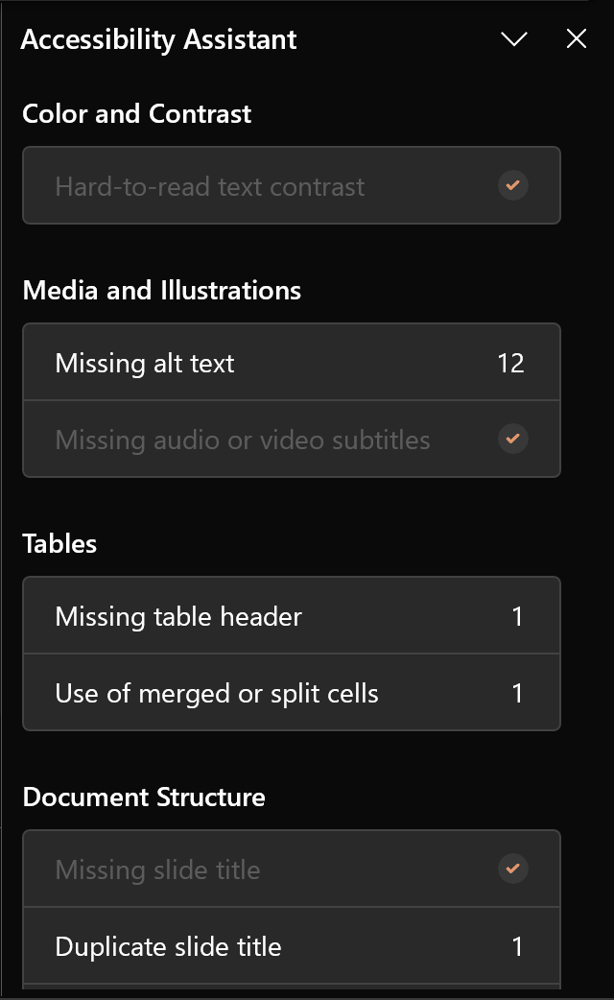 Accessibility Assistant
Color and Contrast
Hard-to-read text contrast
Media and Illustrations
Missing alt text 12
Missing audio or video subtitles
Tables
Missing table header 1
Use of merged or split cells 1
Document Structure
Missing slide title
Duplicate slide title 1